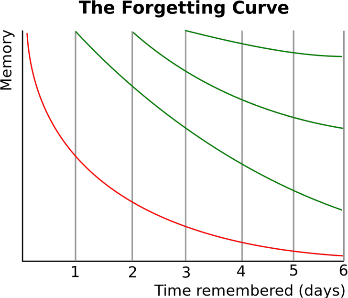 The Forgetting Curve
Memory
1 2 3 4 5 6
Time remembered (days)